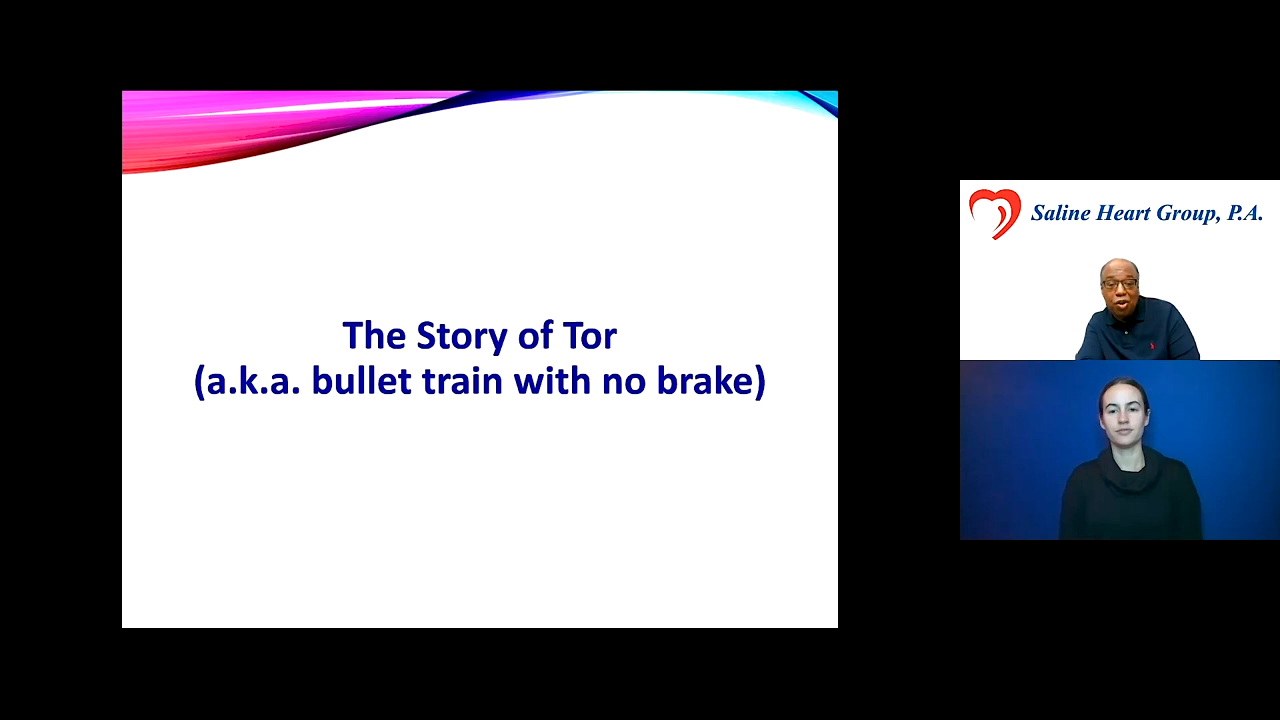 The Story of Tor
(a.k.a. bullet train with no brake)
Saline Heart Group, P.A.